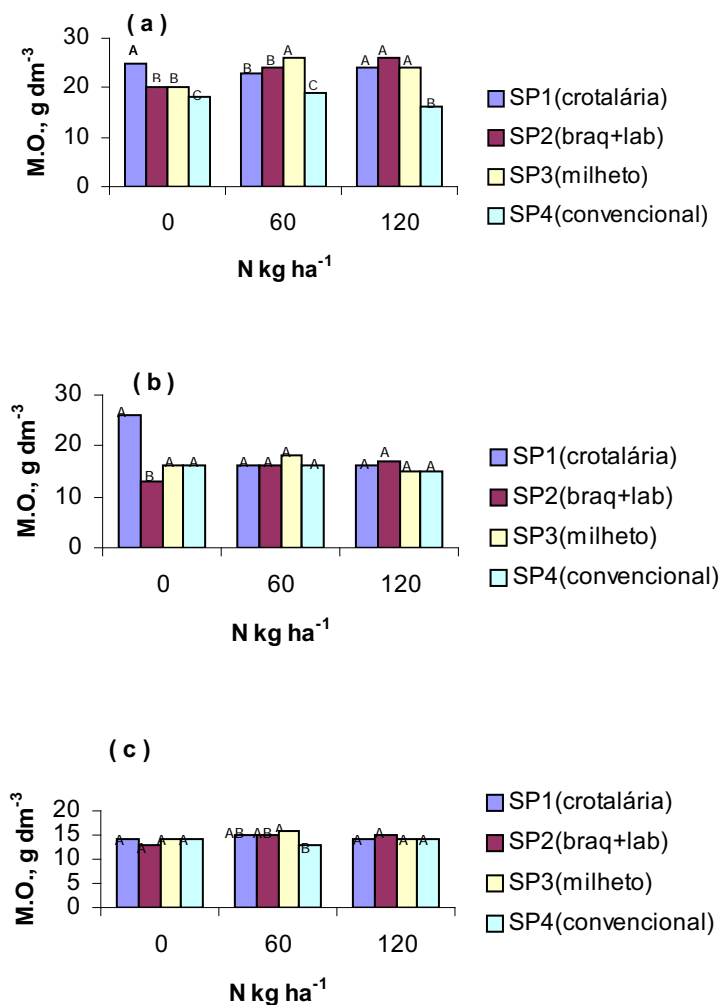 ( a )
30
20
10
0
M.O., g dm-3
A B B C
B B A C
A A A B
0 60 120
N kg ha-1
SP1(crotalária)
SP2(braq+lab)
SP3(milheto)
SP4(convencional)
( b )
30
20
10
0
M.O., g dm-3
A B A A
A A A A
A A A A
0 60 120
N kg ha-1
SP1(crotalária)
SP2(braq+lab)
SP3(milheto)
SP4(convencional)
( c )
20
15
10
5
0
M.O., g dm-3
A A A A
AB AB A B
A A A A
0 60 120
N kg ha-1
SP1(crotalária)
SP2(braq+lab)
SP3(milheto)
SP4(convencional)